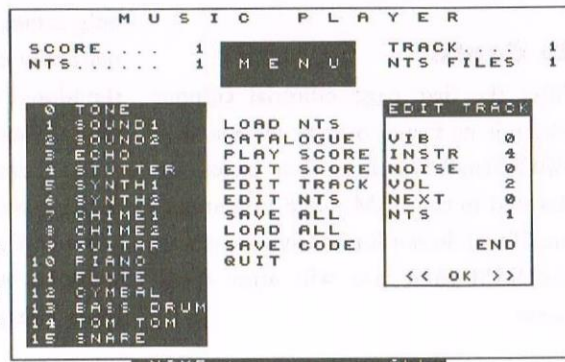 MUSIC PLAYER
SCORE..... 1
NTS....... 1
MENU
TRACK 1
NTS FILES 1
0 TONE
1 SOUND1
2 SOUND2
3 ECHO
4 STUTTER
5 SYNTH1
6 SYNTH2
7 CHIME1
8 CHIME2
9 GUITAR
10 PIANO
11 FLUTE
12 CYMBAL
13 BASS DRUM
14 TOM TOM
15 SNARE
LOAD NTS
CATALOGUE
PLAY SCORE
EDIT SCORE
EDIT TRACK
EDIT NTS
SAVE ALL
LOAD ALL
SAVE CODE
QUIT
EDIT TRACK
VIB 0
INSTR 4
NOISE 0
VOL 2
NEXT 0
NTS 1
END
< OK >>